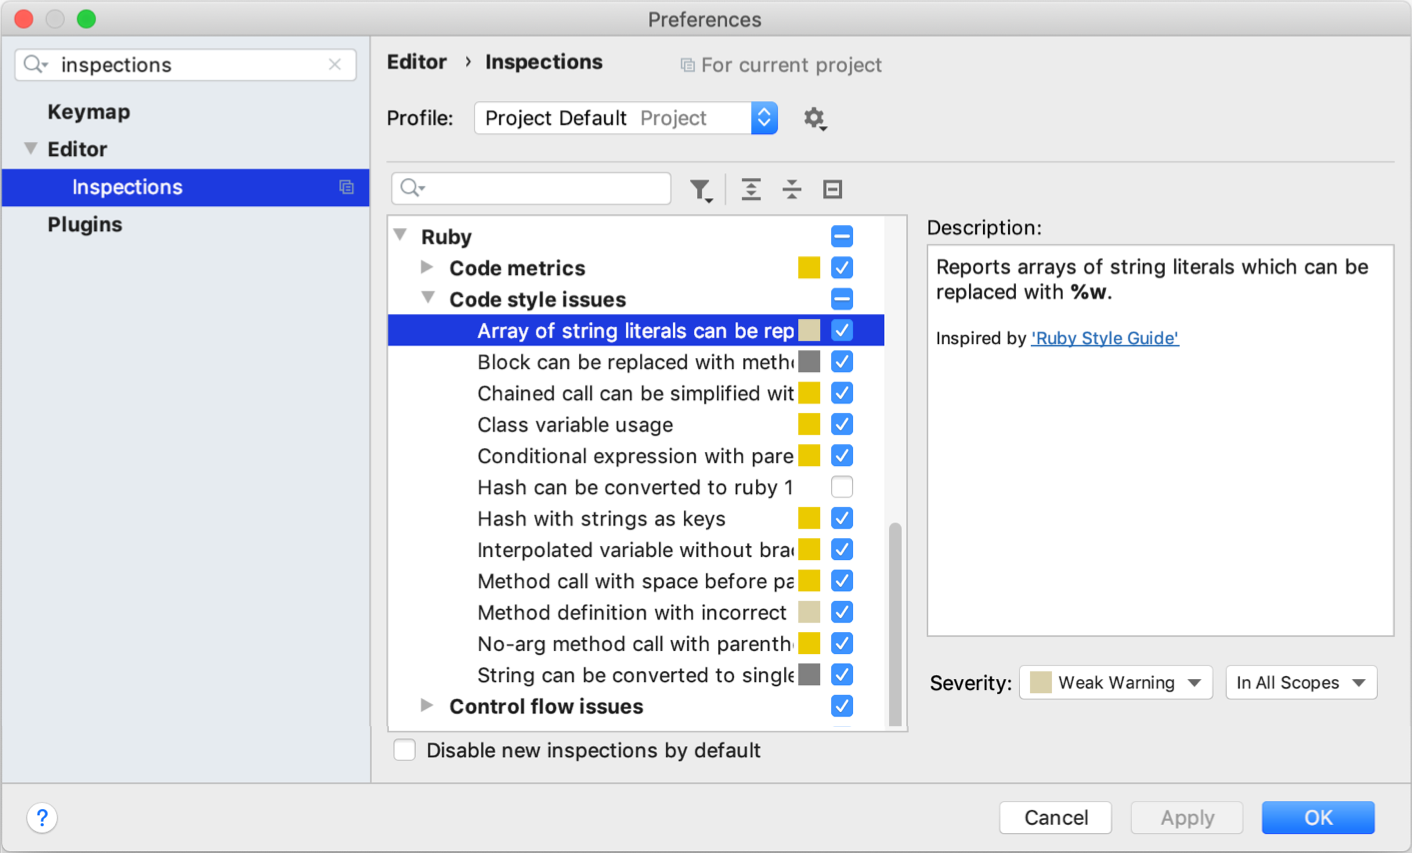 Preferences
inspections
Keymap
Editor
Inspections
Plugins
Editor › Inspections
For current project
Profile: Project Default Project
Ruby
Code metrics
Code style issues
Array of string literals can be rep
Block can be replaced with meth
Chained call can be simplified wit
Class variable usage
Conditional expression with pare
Hash can be converted to ruby 1
Hash with strings as keys
Interpolated variable without bra
Method call with space before pa
Method definition with incorrect
No-arg method call with parenth
String can be converted to single
Control flow issues
Disable new inspections by default
Description:
Reports arrays of string literals which can be
replaced with %w.
Inspired by 'Ruby Style Guide'
Severity: Weak Warning In All Scopes
?
Cancel Apply OK